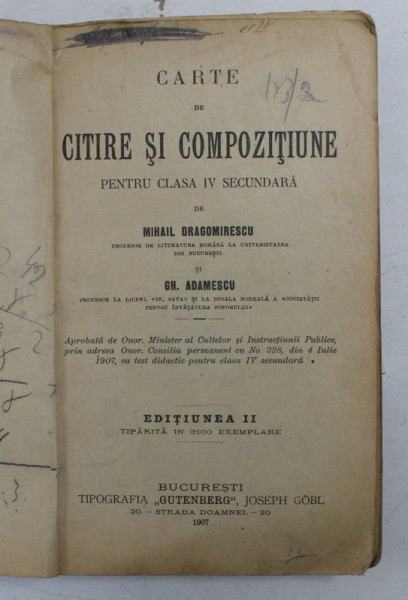 CARTE
DE
CITIRE ȘI COMPOZIȚIUNE
PENTRU CLASA IV SECUNDARĂ
DE
MIHAIL DRAGOMIRESCU
PROFESOR DE LITERATURA ROMÂNĂ LA UNIVERSITATEA
DIN BUCUREȘTI
ȘI
GH. ADAMESCU
PROFESOR LA LICEUL «SF. SAVA» ȘI LA SCOALA NORMALĂ A «SOCIETĂȚII
PENTRU ÎNVĂȚĂTURA POPORULUI»
Aprobată de Onor. Minister al Cultelor și Instrucțiunii Publice,
prin adresa Onor. Consiliu permanent cu No 328, din 4 Iulie
1907, ca test didactic pentru clasa IV secundară.
EDIȚIUNEA II
TIPĂRITĂ IN 3100 EXEMPLARE
BUCUREȘTI
TIPOGRAFIA „GUTENBERG", JOSEPH GÖBL
20 — STRADA DOAMNEI. — 20
1907